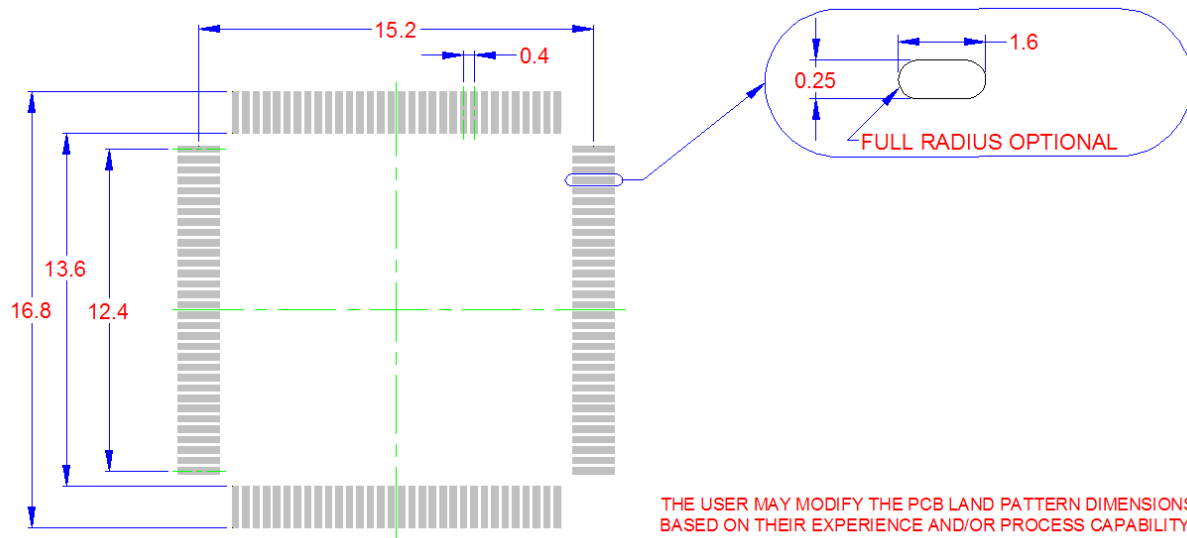 15.2
0.4
1.6
0.25
FULL RADIUS OPTIONAL
13.6
16.8
12.4
THE USER MAY MODIFY THE PCB LAND PATTERN DIMENSIONS
BASED ON THEIR EXPERIENCE AND/OR PROCESS CAPABILITY